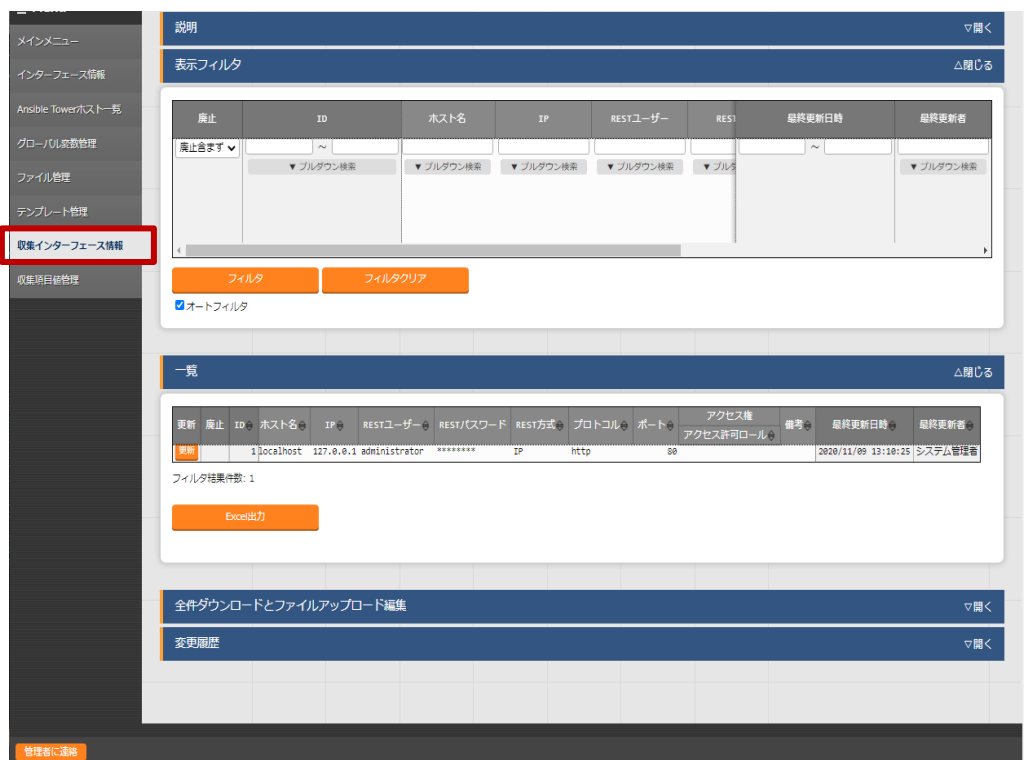 メインメニュー
インターフェース情報
Ansible Towerホスト一覧
グローバル変数管理
ファイル管理
テンプレート管理
収集インターフェース情報
収集項目値管理
説明
▽開く
表示フィルタ
△閉じる
廃止 ID ホスト名 IP RESTユーザー REST 最終更新日時 最終更新者
廃止含まず ～ ～
▼ プルダウン検索 ▼ プルダウン検索 ▼ プルダウン検索 ▼ プルダウン検索 ▼ プルダ ▼ プルダウン検索
フィルタ フィルタクリア
オートフィルタ
一覧
△閉じる
更新 廃止 ID ホスト名 IP RESTユーザー RESTパスワード REST方式 プロトコル ポート アクセス権 備考 最終更新日時 最終更新者
アクセス許可ロール
更新 1 localhost 127.0.0.1 administrator ******** IP http 80 2020/11/09 13:10:25 システム管理者
フィルタ結果件数: 1
Excel出力
全件ダウンロードとファイルアップロード編集
▽開く
変更履歴
▽開く
管理者に連絡